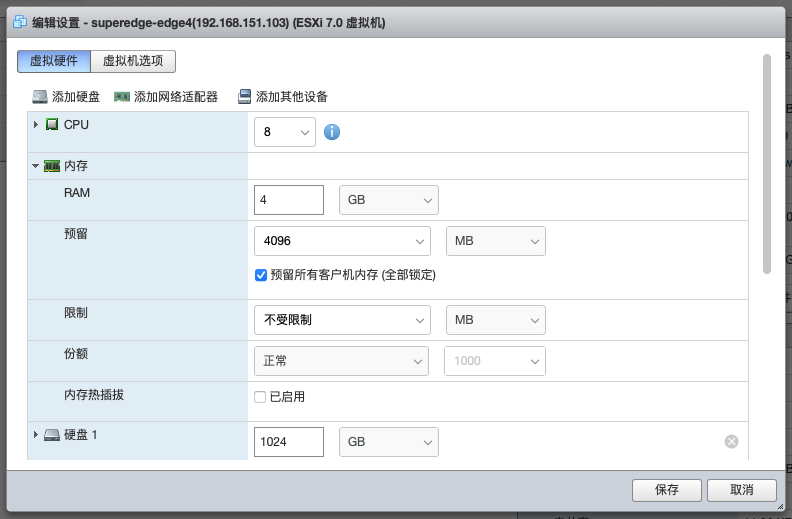 编辑设置 - superedge-edge4(192.168.151.103) (ESXi 7.0 虚拟机)
虚拟硬件 虚拟机选项
添加硬盘 添加网络适配器 添加其他设备
CPU 8
内存
RAM 4 GB
预留 4096 MB
预留所有客户机内存 (全部锁定)
限制 不受限制 MB
份额 正常 1000
内存热插拔 已启用
硬盘 1 1024 GB
保存 取消